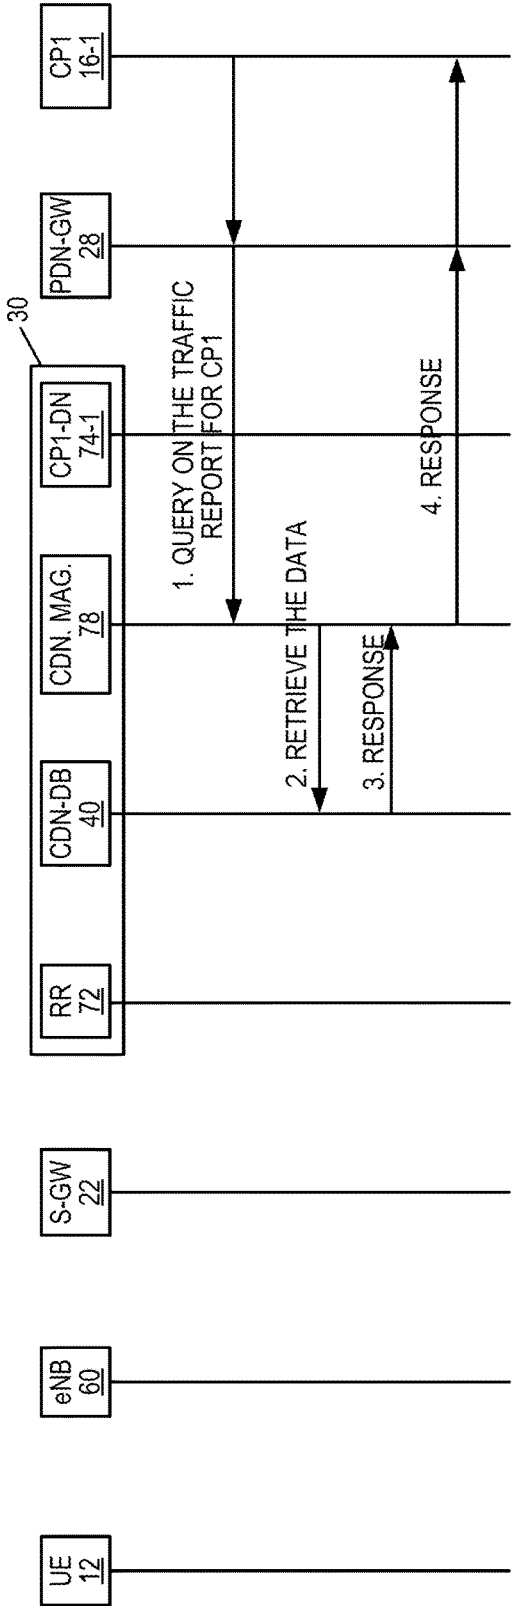 UE
12
eNB
60
S-GW
22
30
RR
72
CDN-DB
40
CDN. MAG.
78
CP1-DN
74-1
PDN-GW
28
CP1
16-1
1. QUERY ON THE TRAFFIC
REPORT FOR CP1
2. RETRIEVE THE DATA
3. RESPONSE
4. RESPONSE